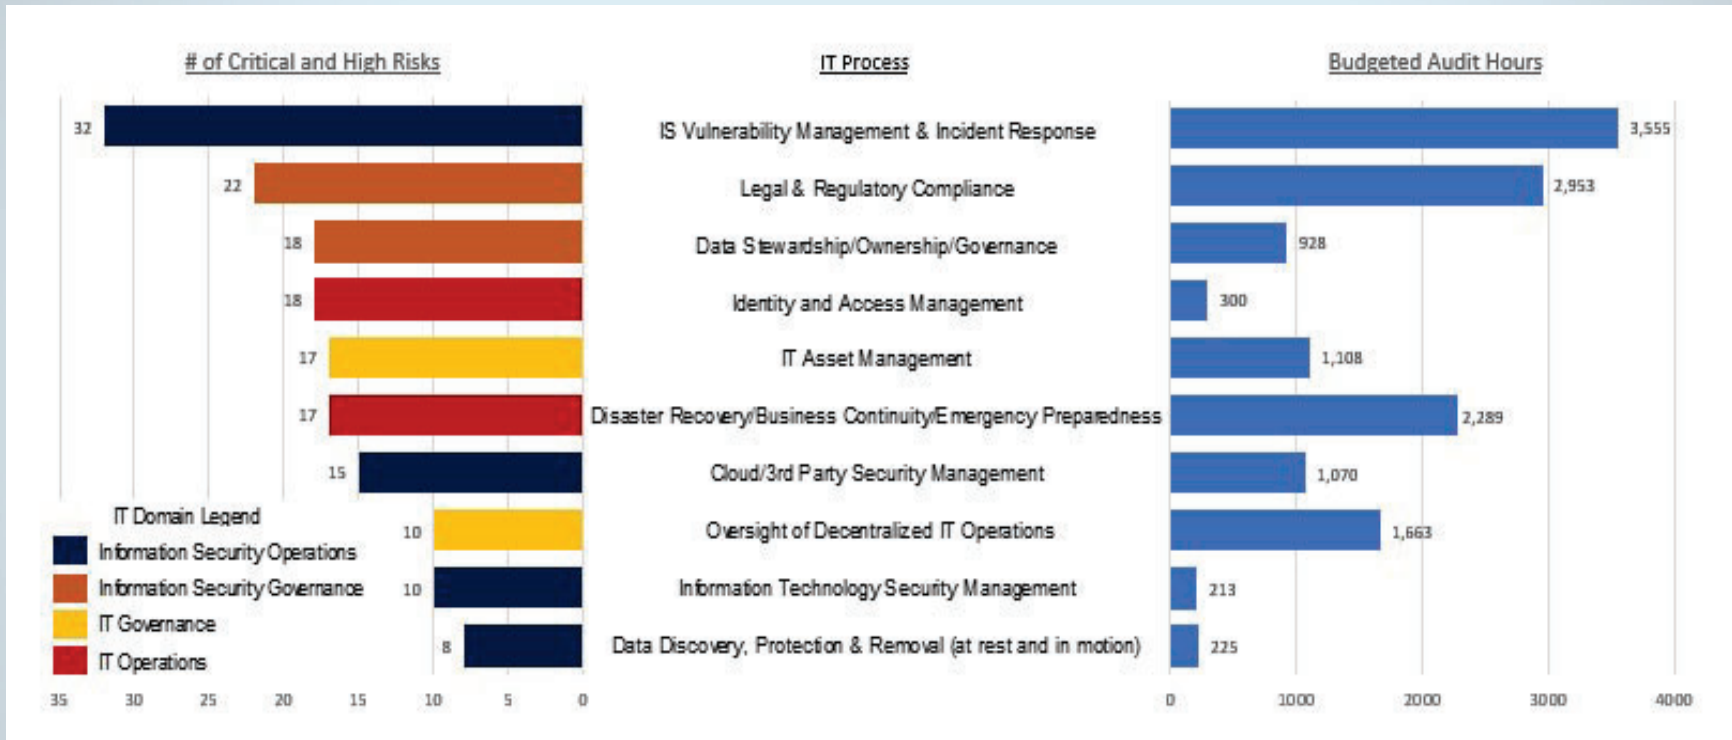 # of Critical and High Risks
IT Process
Budgeted Audit Hours
32
IS Vulnerability Management & Incident Response
3,555
22
Legal & Regulatory Compliance
2,953
18
Data Stewardship/Ownership/Governance
928
18
Identity and Access Management
300
17
IT Asset Management
1,108
17
Disaster Recovery/Business Continuity/Emergency Preparedness
2,289
15
Cloud/3rd Party Security Management
1,070
10
Oversight of Decentralized IT Operations
1,663
10
Information Technology Security Management
213
8
Data Discovery, Protection & Removal (at rest and in motion)
225
IT Domain Legend
Information Security Operations
Information Security Governance
IT Governance
IT Operations
35 30 25 20 15 10 5 0
0 1000 2000 3000 4000